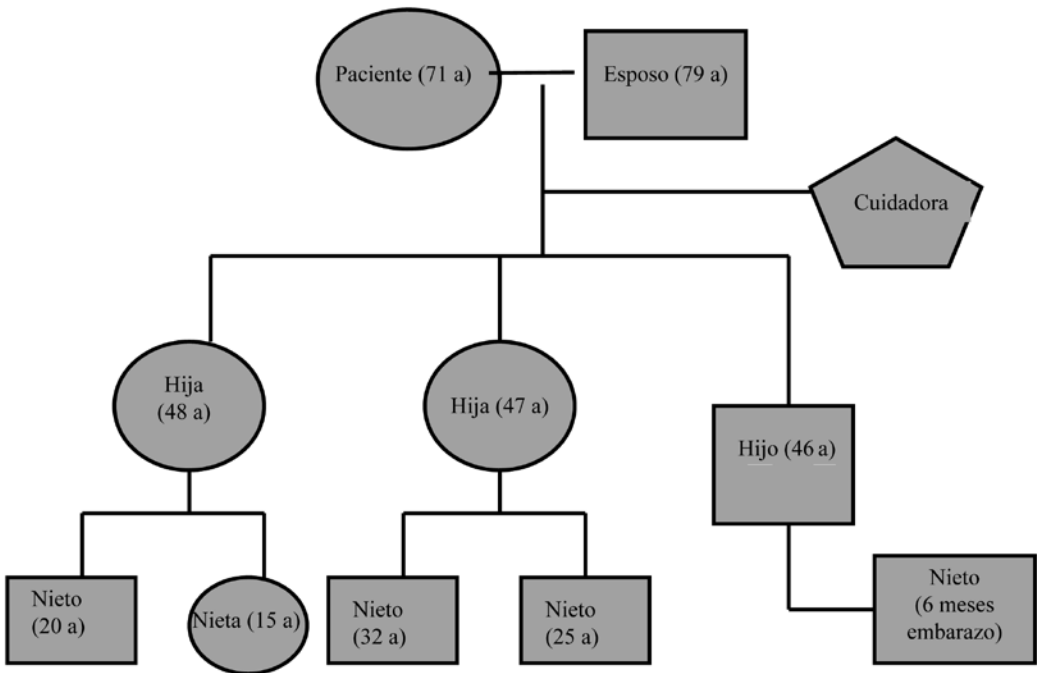 Paciente (71 a)
Esposo (79 a)
Cuidadora
Hija
(48 a)
Hija (47 a)
Hijo (46 a)
Nieto
(20 a)
Nieta (15 a)
Nieto
(32 a)
Nieto
(25 a)
Nieto
(6 meses
embarazo)